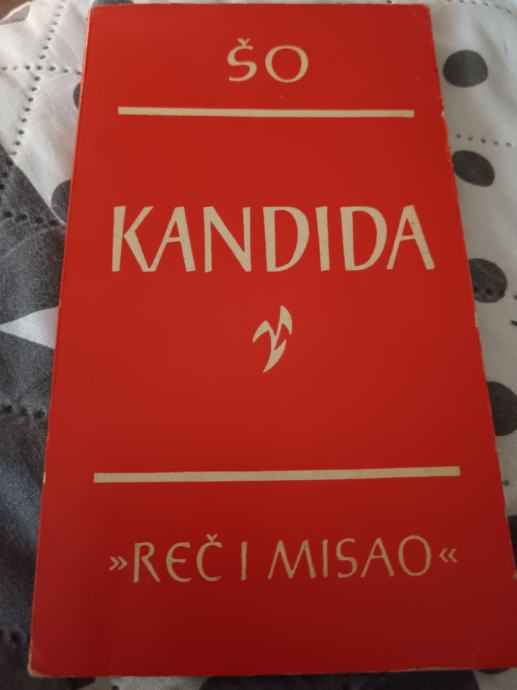 ŠO
KANDIDA
»REČ I MISAO«